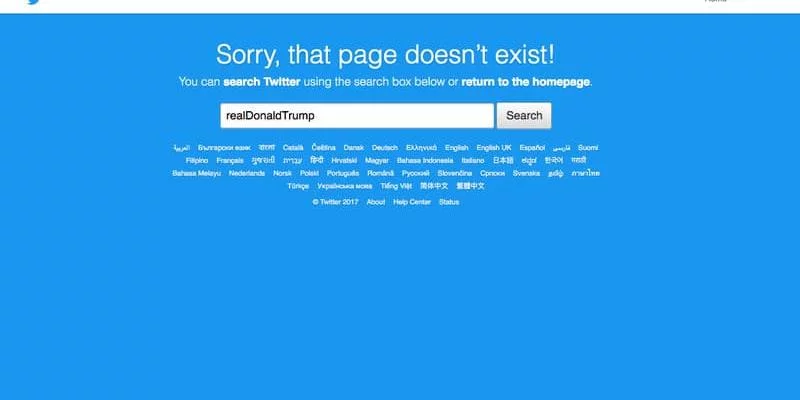 Sorry, that page doesn't exist!
You can search Twitter using the search box below or return to the homepage.
realDonaldTrump Search
العربية Български език বাংলা Català Čeština Dansk Deutsch Ελληνικά English English UK Español فارسی Suomi
Filipino Français ગુજરાતી עברית हिन्दी Hrvatski Magyar Bahasa Indonesia Italiano 日本語 ಕನ್ನಡ 한국어 मराठी
Bahasa Melayu Nederlands Norsk Polski Português Română Русский Slovenčina Српски Svenska தமிழ் ภาษาไทย
Türkçe Українська мова Tiếng Việt 简体中文 繁體中文
© Twitter 2017 About Help Center Status